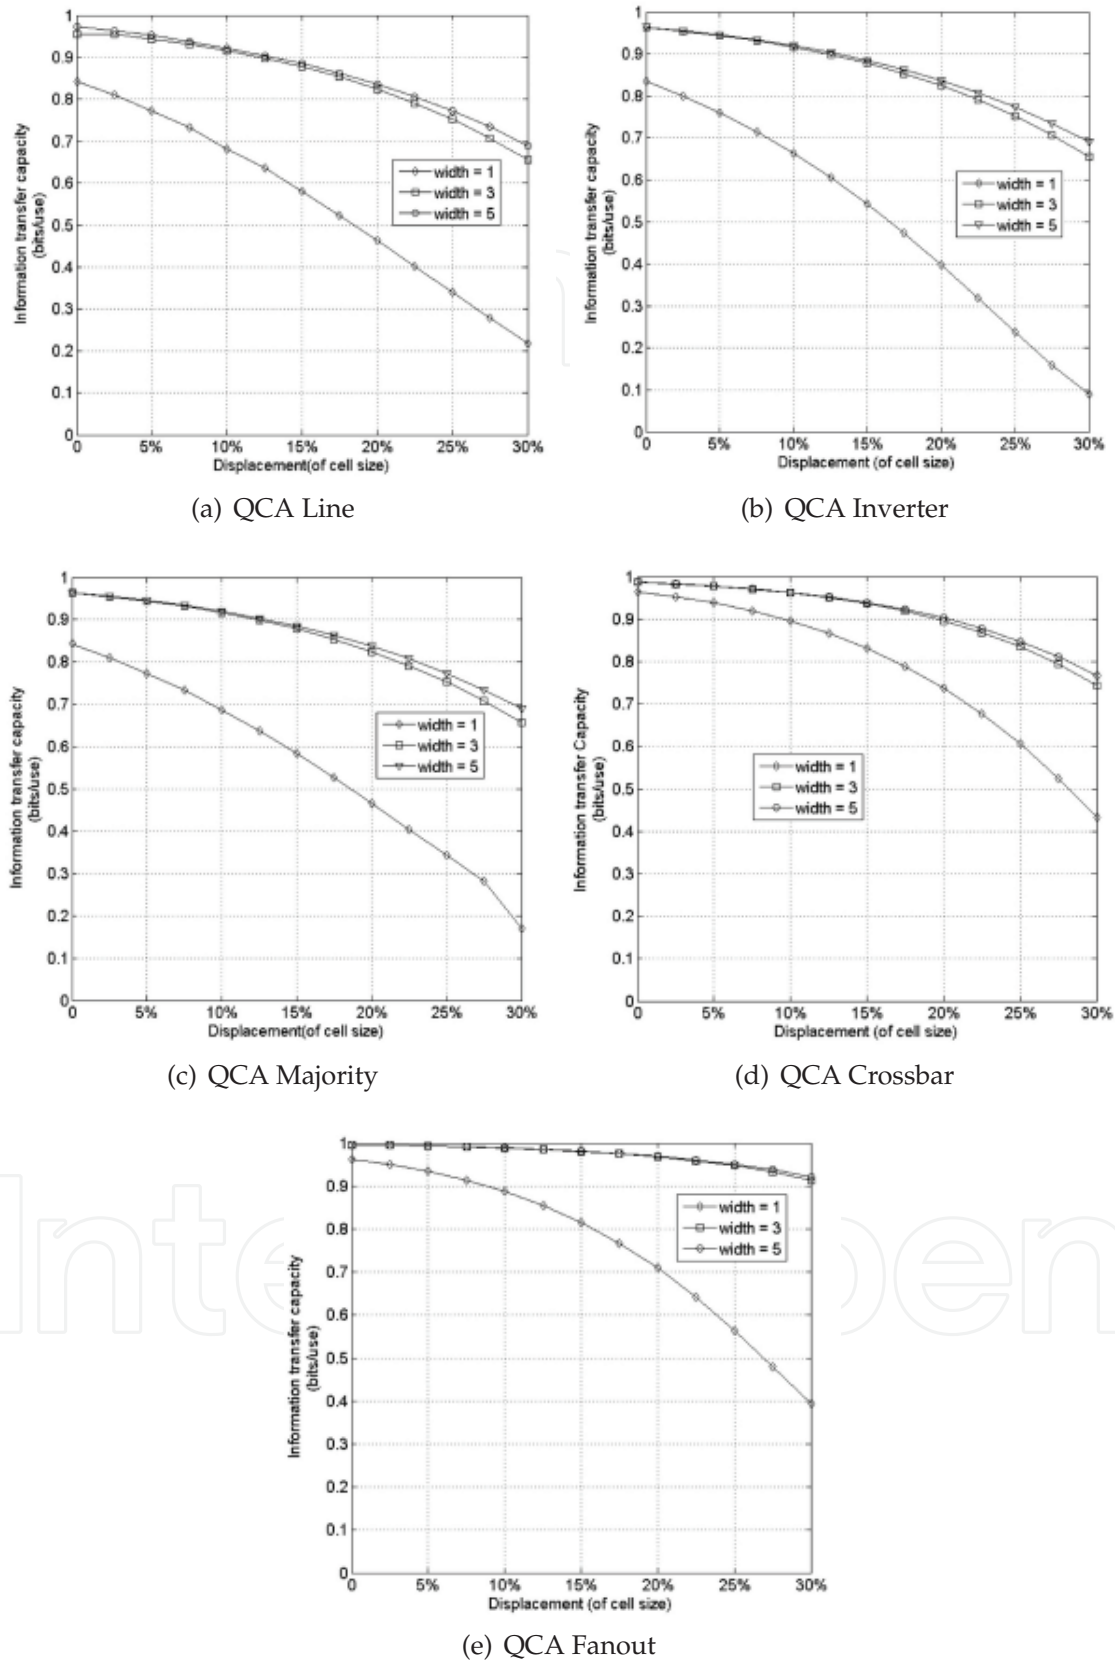 1
0.9
0.8
0.7
0.6
0.5
0.4
0.3
0.2
0.1
0
Information transfer capacity
(bits/use)
width = 1
width = 3
width = 5
0 5% 10% 15% 20% 25% 30%
Displacement(of cell size)
(a) QCA Line
1
0.9
0.8
0.7
0.6
0.5
0.4
0.3
0.2
0.1
0
Information transfer capacity
(bits/use)
width = 1
width = 3
width = 5
0 5% 10% 15% 20% 25% 30%
Displacement (of cell size)
(b) QCA Inverter
1
0.9
0.8
0.7
0.6
0.5
0.4
0.3
0.2
0.1
0
Information transfer capacity
(bits/use)
width = 1
width = 3
width = 5
0 5% 10% 15% 20% 25% 30%
Displacement(of cell size)
(c) QCA Majority
1
0.9
0.8
0.7
0.6
0.5
0.4
0.3
0.2
0.1
0
Information transfer Capacity
(bits/use)
width = 1
width = 3
width = 5
0 5% 10% 15% 20% 25% 30%
Displacement (of cell size)
(d) QCA Crossbar
1
0.9
0.8
0.7
0.6
0.5
0.4
0.3
0.2
0.1
0
Information transfer capacity
(bits/use)
width = 1
width = 3
width = 5
0 5% 10% 15% 20% 25% 30%
Displacement (of cell size)
(e) QCA Fanout